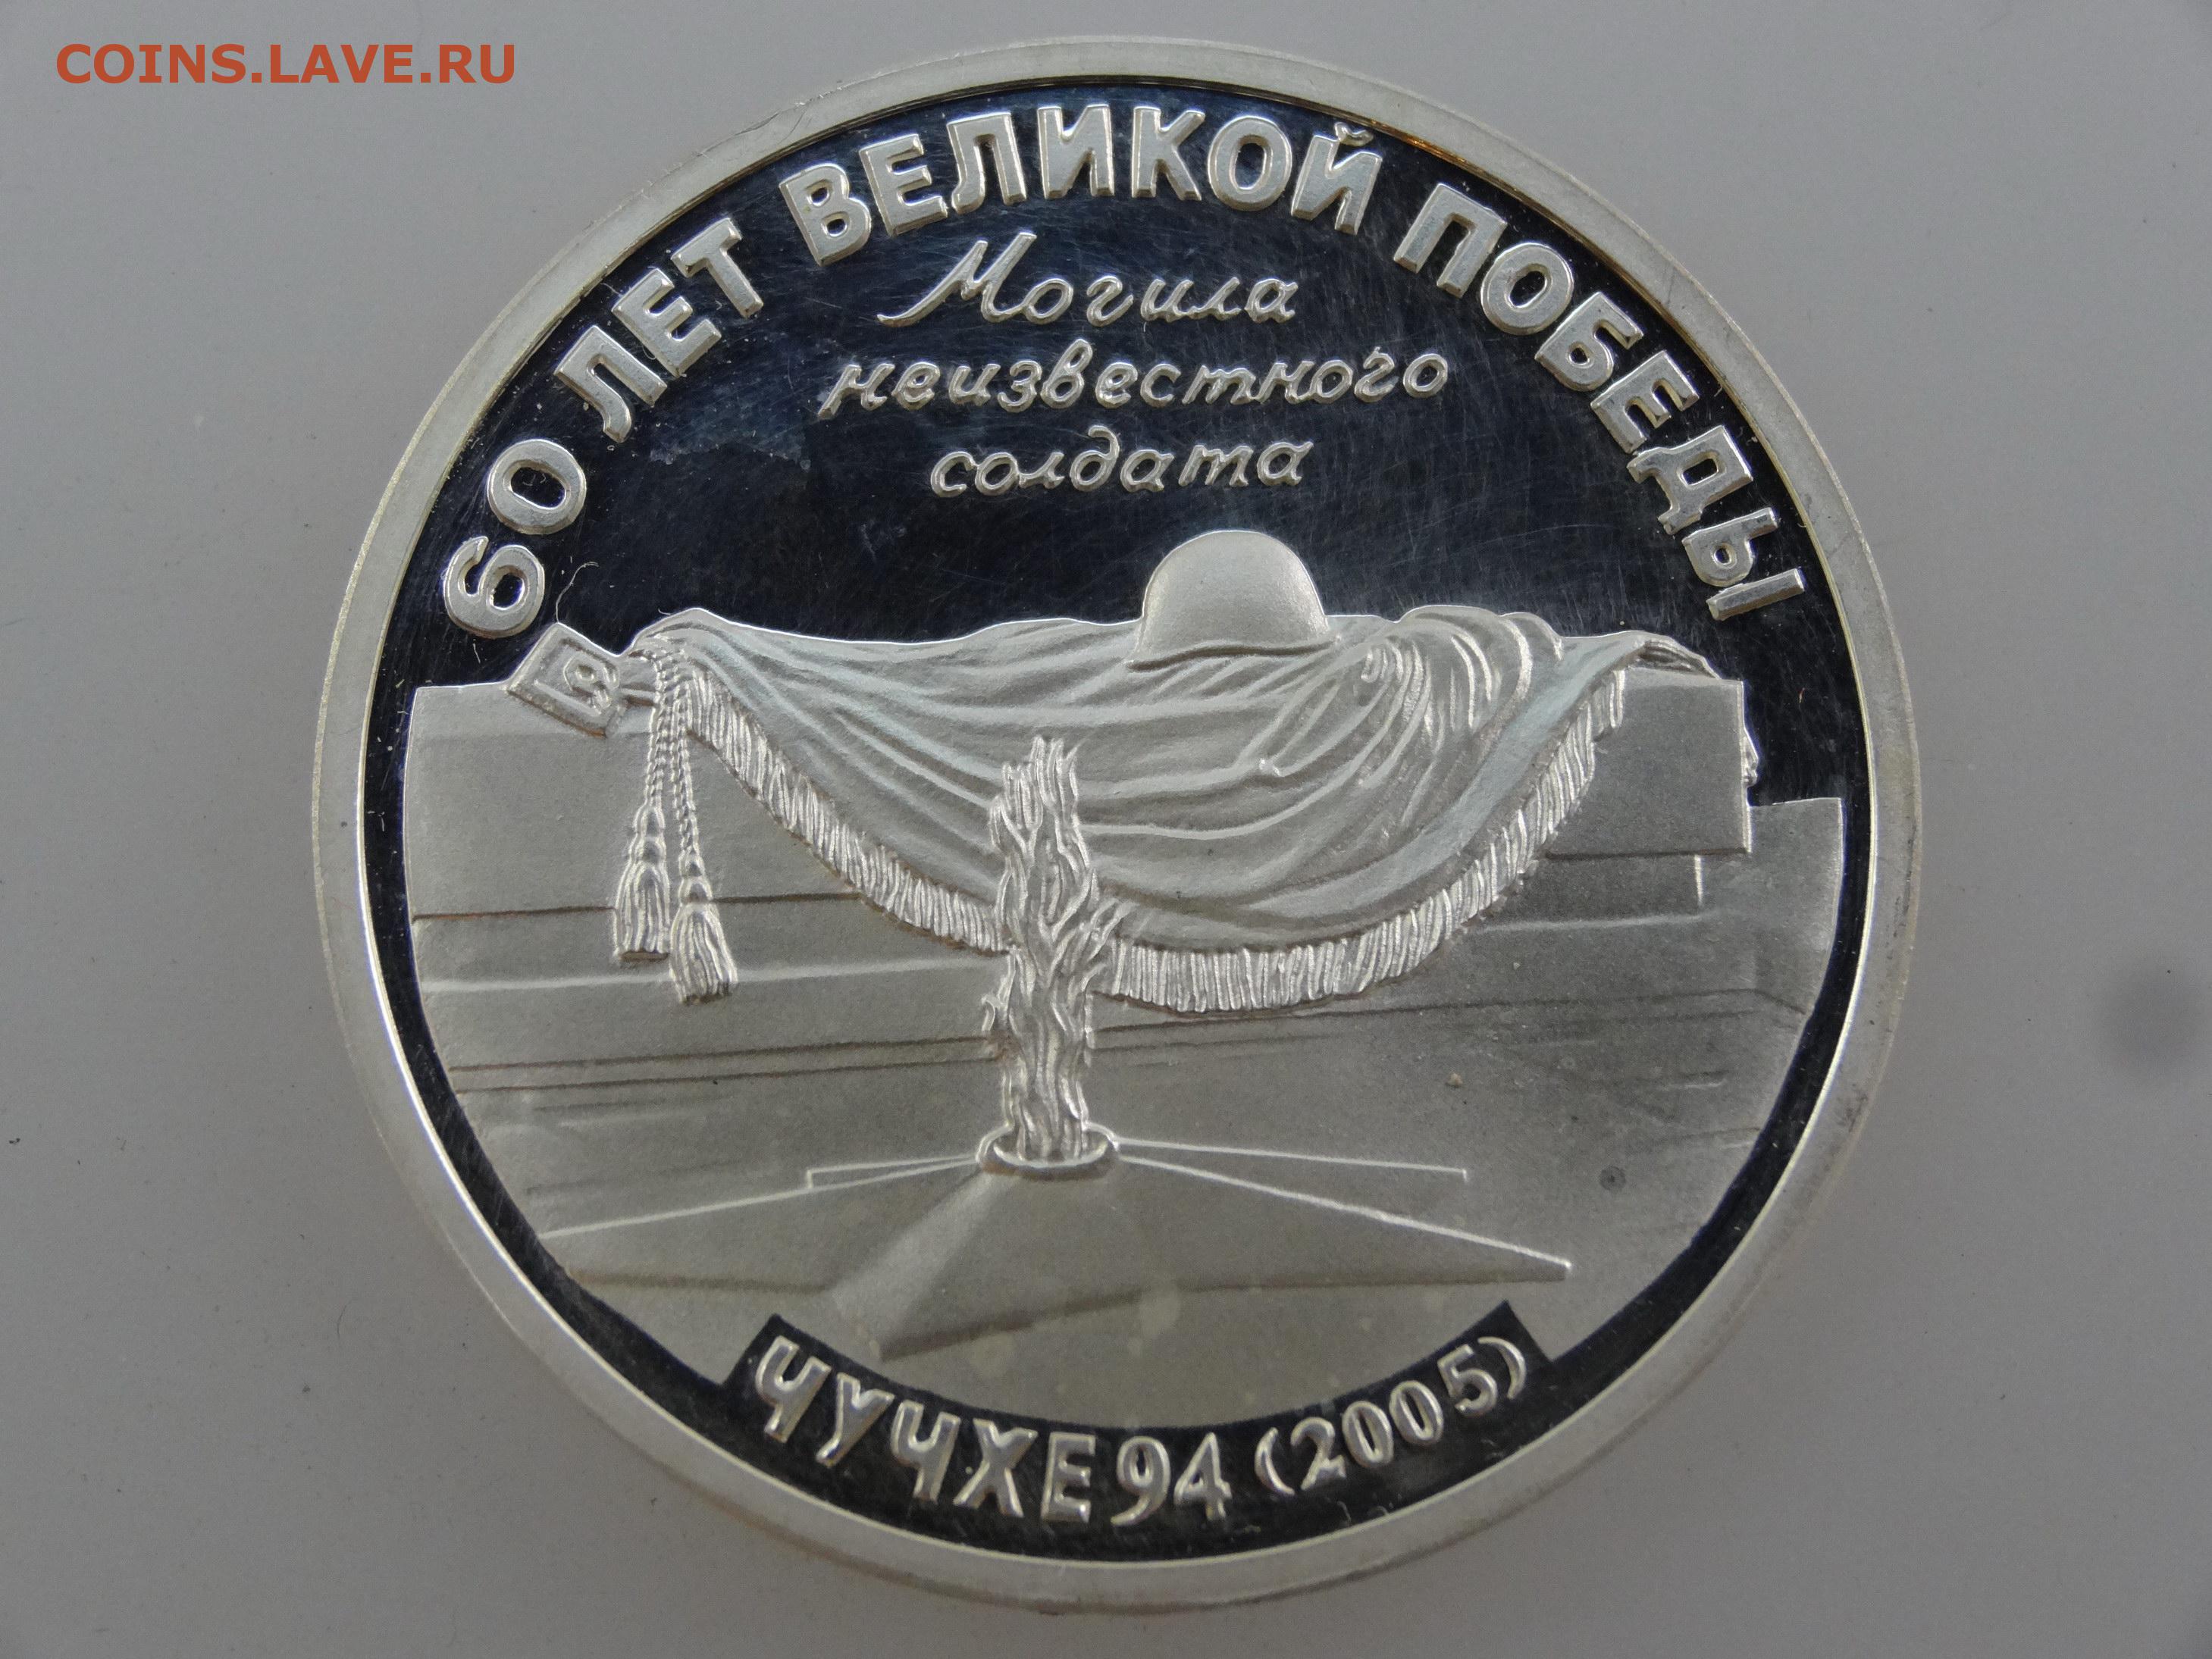 COINS.LAVE.RU
60 ЛЕТ ВЕЛИКОЙ ПОБЕДЫ
Могила
неизвестного
солдата
ЧУЧХЕ 94 (2005)